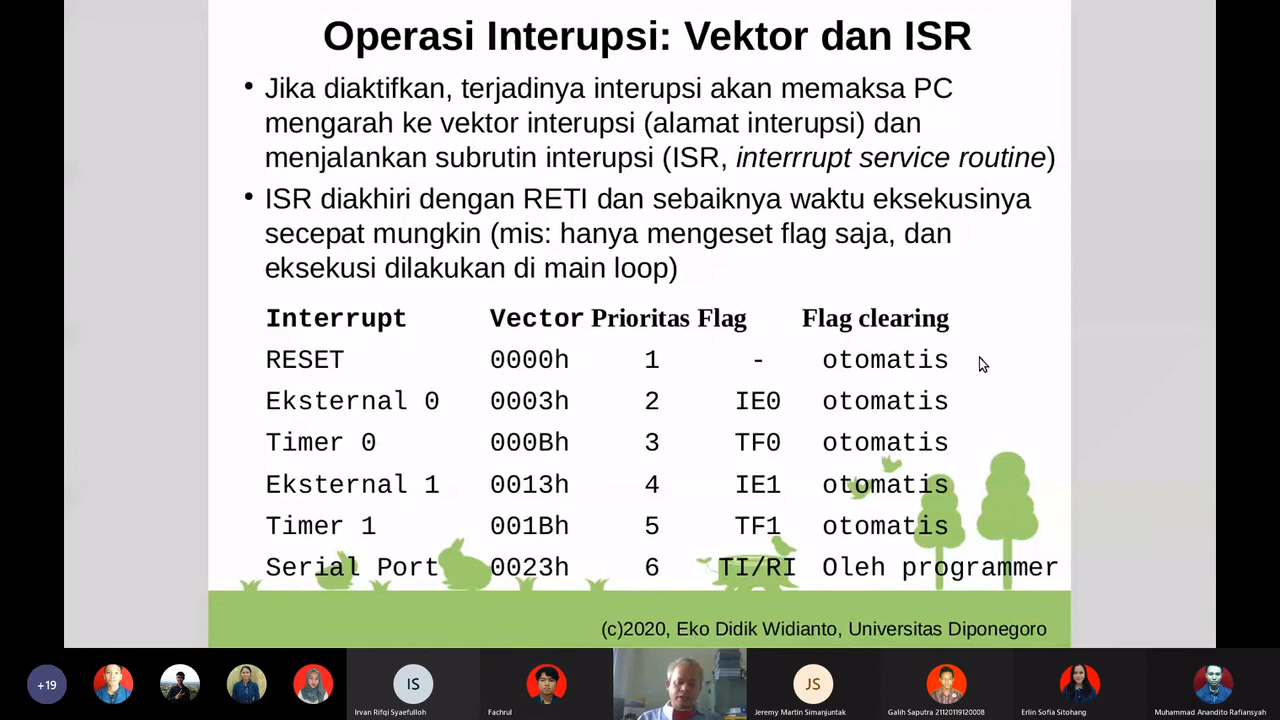 Operasi Interupsi: Vektor dan ISR
• Jika diaktifkan, terjadinya interupsi akan memaksa PC
mengarah ke vektor interupsi (alamat interupsi) dan
menjalankan subrutin interupsi (ISR, interrrupt service routine)
• ISR diakhiri dengan RETI dan sebaiknya waktu eksekusinya
secepat mungkin (mis: hanya mengeset flag saja, dan
eksekusi dilakukan di main loop)
Interrupt Vector Prioritas Flag Flag clearing
RESET 0000h 1 - otomatis
Eksternal 0 0003h 2 IE0 otomatis
Timer 0 000Bh 3 TF0 otomatis
Eksternal 1 0013h 4 IE1 otomatis
Timer 1 001Bh 5 TF1 otomatis
Serial Port 0023h 6 TI/RI Oleh programmer
(c)2020, Eko Didik Widianto, Universitas Diponegoro
+19 IS JS
Irvan Rifqi Syaefulloh Fachrul Jeremy Martin Simanjuntak Galih Saputra 21120119120008 Erlin Sofia Sitohang Muhammad Anandito Rafiansyah